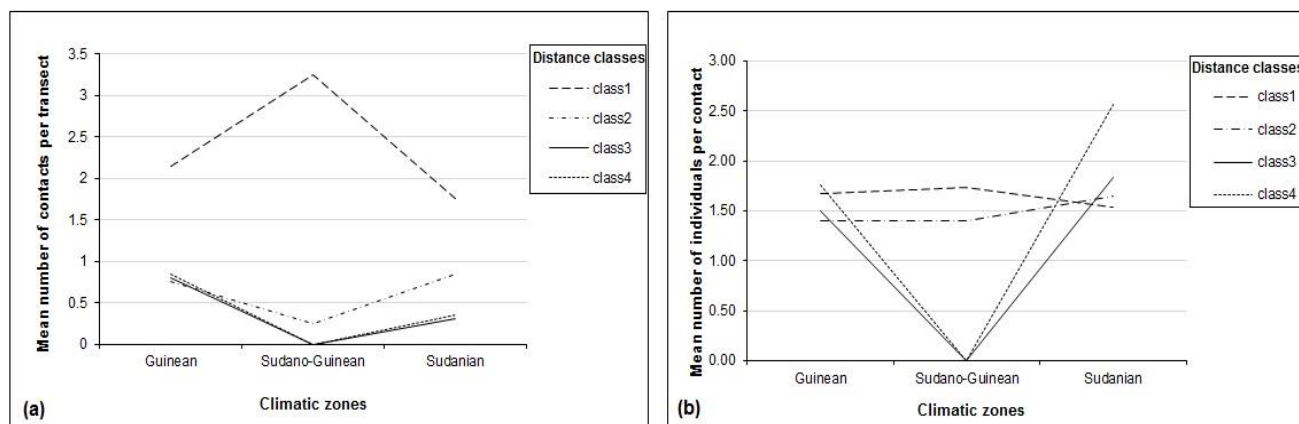 Mean number of contacts per transect
3.5
3
2.5
2
1.5
1
0.5
0
Guinean Sudano-Guinean Sudanian
Climatic zones
(a)
Distance classes
class1
class2
class3
class4
Mean number of individuals per contact
3.00
2.50
2.00
1.50
1.00
0.50
0.00
Guinean Sudano-Guinean Sudanian
Climatic zones
(b)
Distance classes
class1
class2
class3
class4